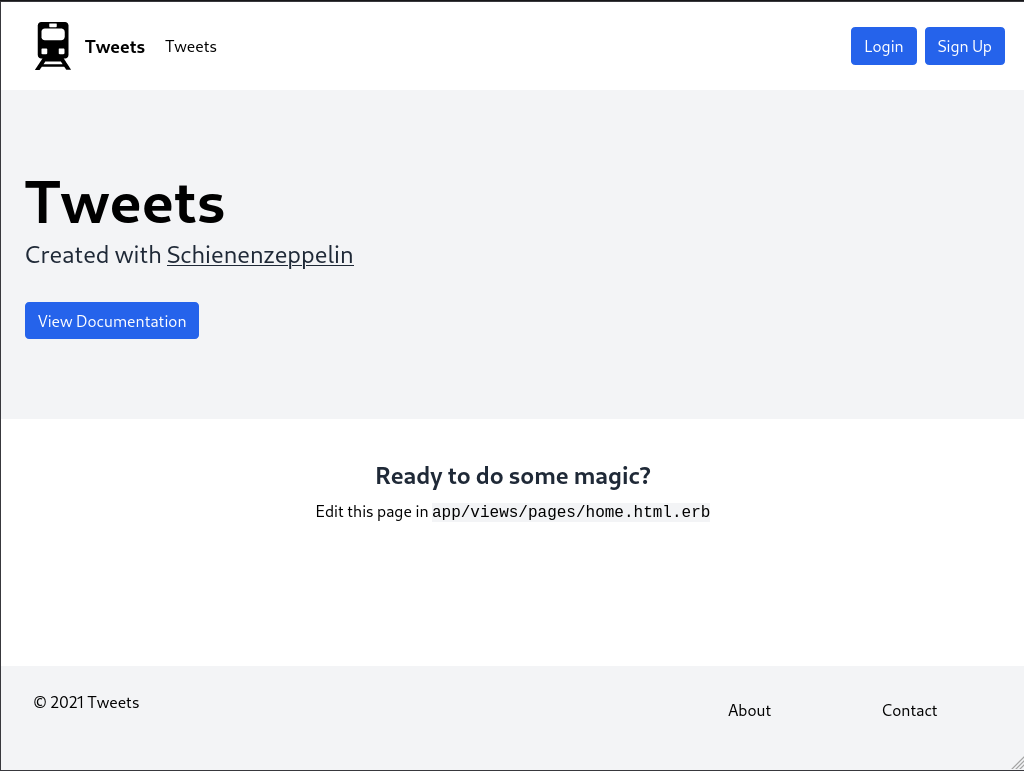 Tweets Tweets Login Sign Up
Tweets
Created with Schienenzeppelin
View Documentation
Ready to do some magic?
Edit this page in app/views/pages/home.html.erb
© 2021 Tweets
About Contact